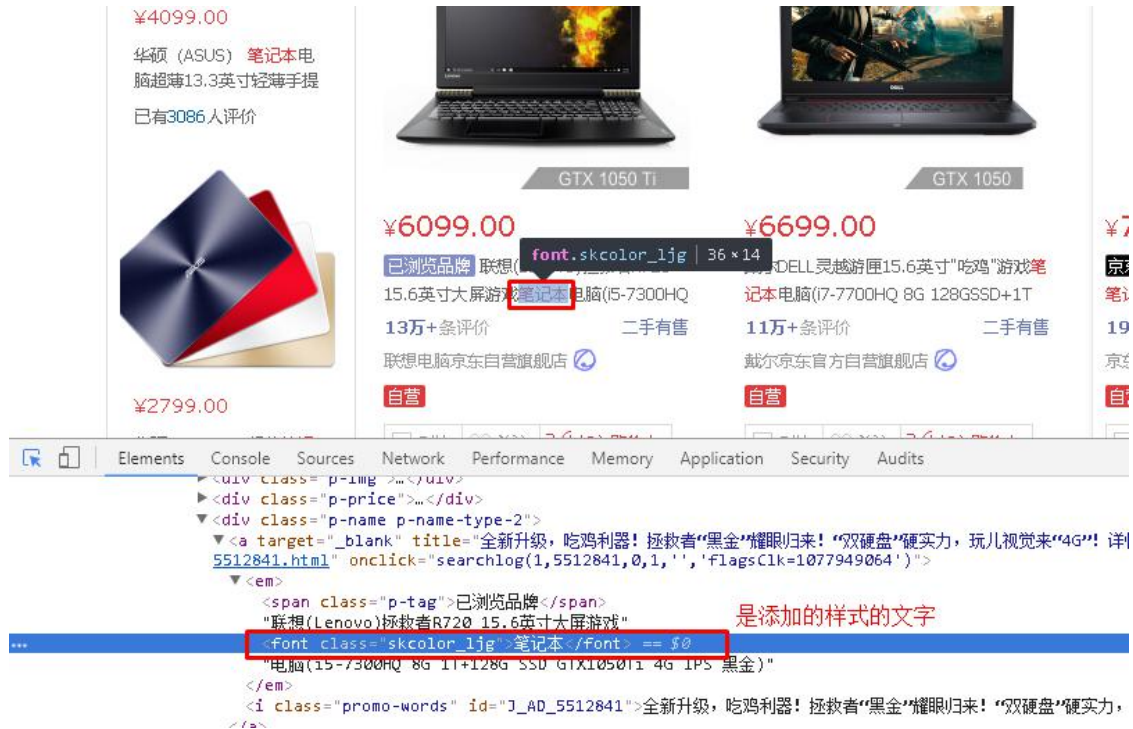 ¥4099.00
华硕 (ASUS) 笔记本电
脑超薄13.3英寸轻薄手提
已有3086人评价
¥2799.00
GTX 1050 Ti
¥6099.00
font.skcolor_ljg | 36×14
已浏览品牌 联想(
15.6英寸大屏游戏笔记本电脑(i5-7300HQ
13万+条评价 二手有售
联想电脑京东自营旗舰店
自营
GTX 1050
¥6699.00
DELL灵越游匣15.6英寸"吃鸡"游戏笔
记本电脑(i7-7700HQ 8G 128GSSD+1T
11万+条评价 二手有售
戴尔京东官方自营旗舰店
自营
¥7
京
笔
19
京
自
Elements Console Sources Network Performance Memory Application Security Audits
<div class="p-img">…</div>
<div class="p-price">…</div>
<div class="p-name p-name-type-2">
<a target="_blank" title="全新升级，吃鸡利器！拯救者“黑金”耀眼归来！“双硬盘”硬实力，玩儿视觉来“4G”！详
5512841.html" onclick="searchlog(1,5512841,0,1,'','flagsClk=1077949064')">
<em>
<span class="p-tag">已浏览品牌</span>
"联想(Lenovo)拯救者R720 15.6英寸大屏游戏"
是添加的样式的文字
<font class="skcolor_ljg">笔记本</font> == $0
"电脑(i5-7300HQ 8G 1T+128G SSD GTX1050Ti 4G IPS 黑金)"
</em>
<i class="promo-words" id="J_AD_5512841">全新升级，吃鸡利器！拯救者“黑金”耀眼归来！“双硬盘”硬实力，
</a>